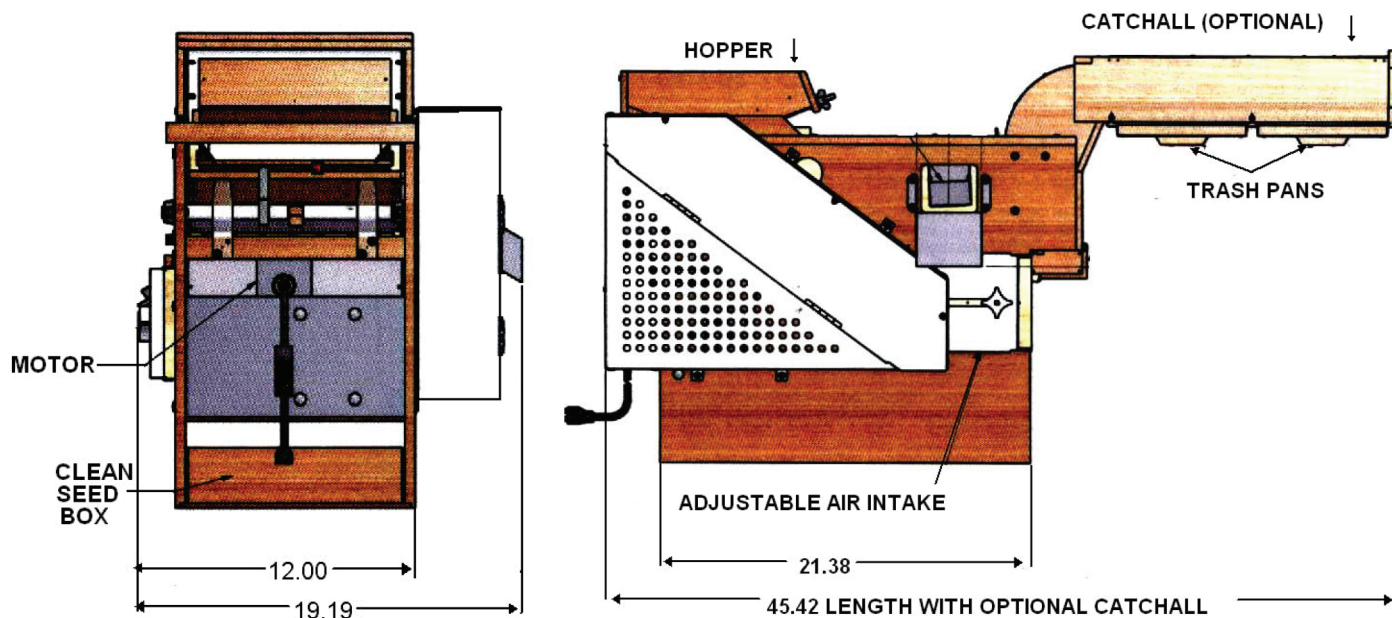 CATCHALL (OPTIONAL)
HOPPER
TRASH PANS
MOTOR
CLEAN
SEED
BOX
ADJUSTABLE AIR INTAKE
12.00
21.38
19.19
45.42 LENGTH WITH OPTIONAL CATCHALL